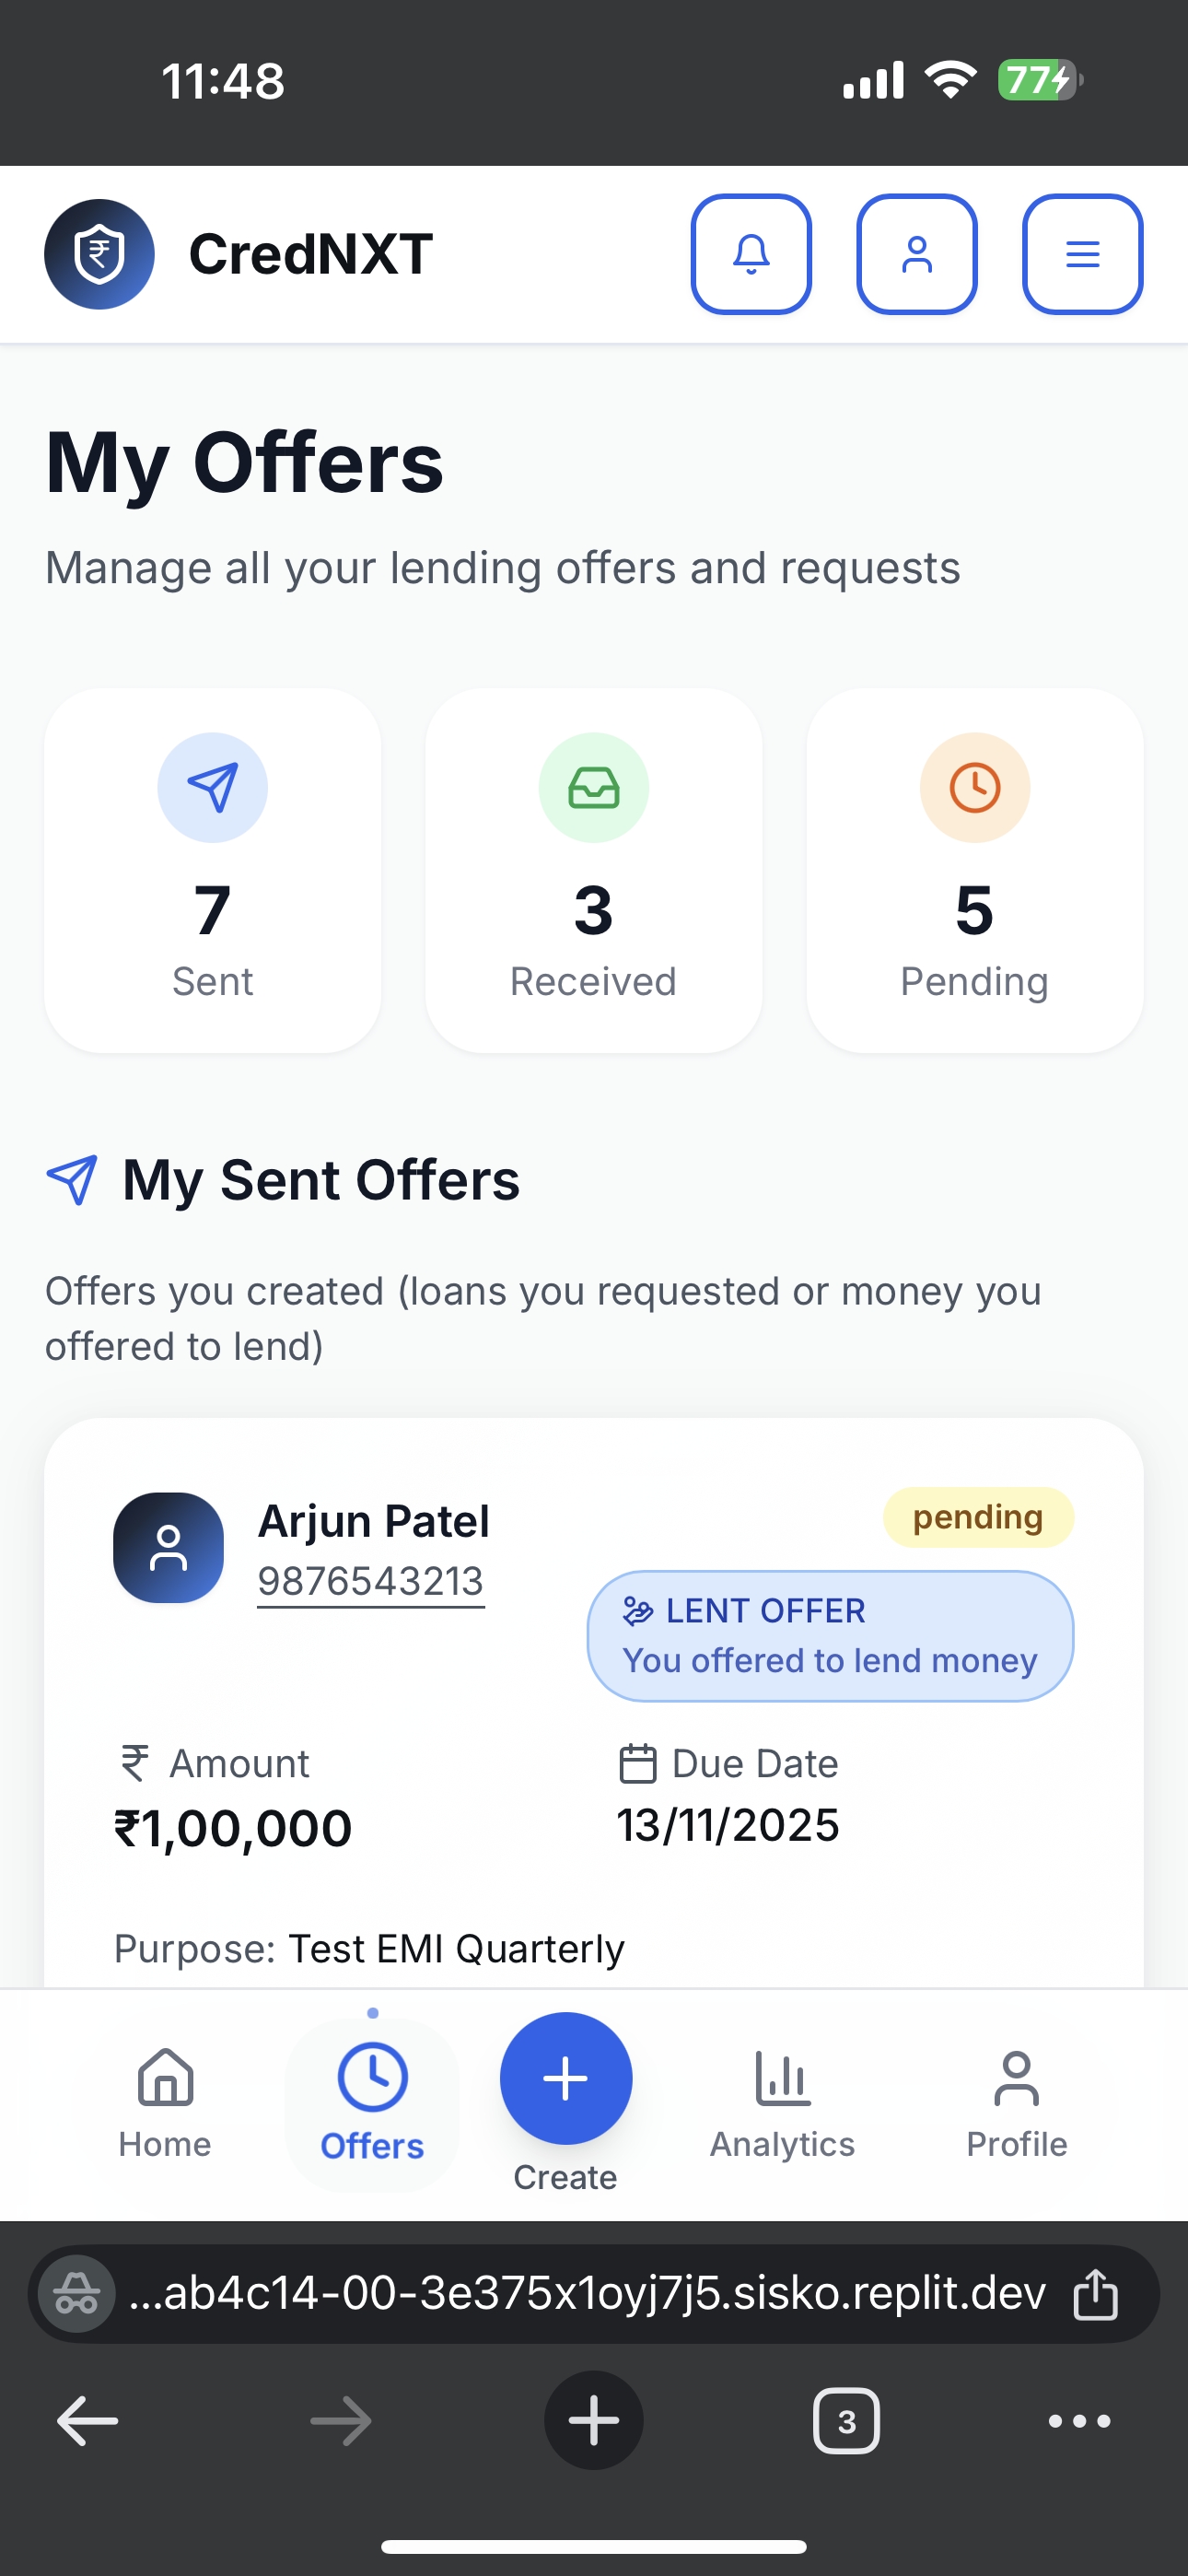 11:48
77
CredNXT
My Offers
Manage all your lending offers and requests
7
Sent
3
Received
5
Pending
My Sent Offers
Offers you created (loans you requested or money you
offered to lend)
Arjun Patel
pending
9876543213
LENT OFFER
You offered to lend money
₹ Amount
₹1,00,000
Due Date
13/11/2025
Purpose: Test EMI Quarterly
Home
Offers
Create
Analytics
Profile
...ab4c14-00-3e375x1oyj7j5.sisko.replit.dev
3